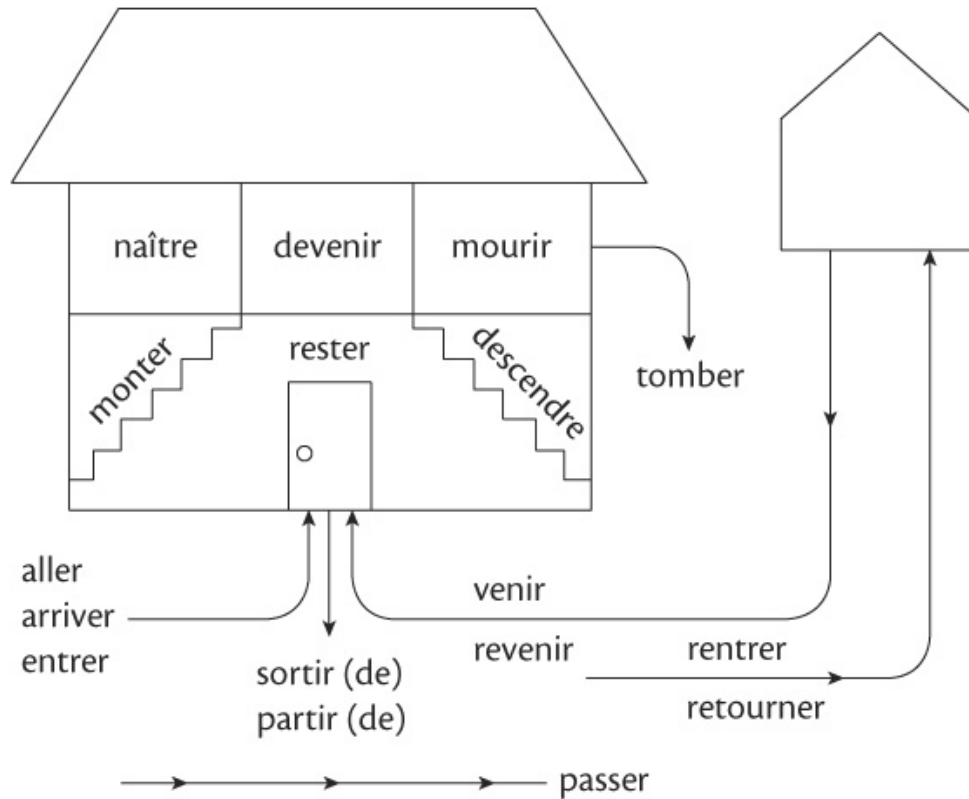 naître
devenir
mourir
monter
rester
descendre
tomber
aller
arriver
entrer
sortir (de)
partir (de)
venir
revenir
rentrer
retourner
passer